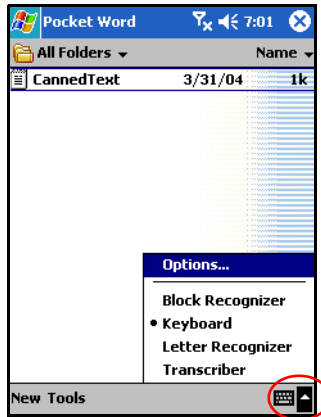 Pocket Word 7:01
All Folders Name
CannedText 3/31/04 1k
Options...
Block Recognizer
Keyboard
Letter Recognizer
Transcriber
New Tools